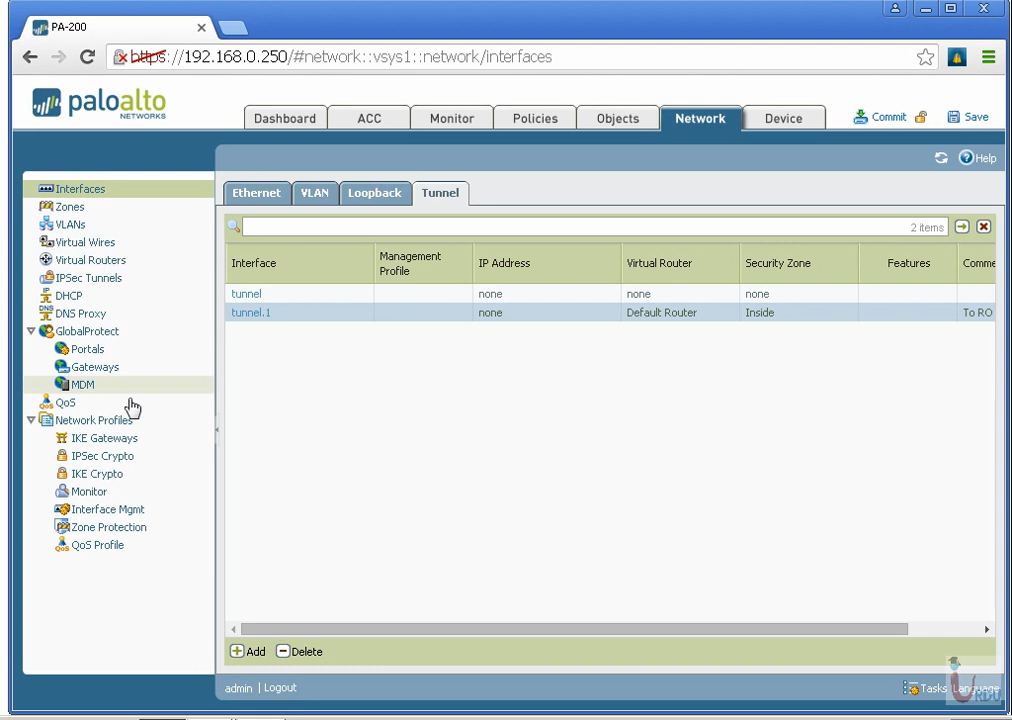 PA-200
https://192.168.0.250/#network::vsys1::network/interfaces
paloalto
NETWORKS
Dashboard
ACC
Monitor
Policies
Objects
Network
Device
Commit
Save
Help
Interfaces
Zones
VLANs
Virtual Wires
Virtual Routers
IPSec Tunnels
DHCP
DNS Proxy
GlobalProtect
Portals
Gateways
MDM
QoS
Network Profiles
IKE Gateways
IPSec Crypto
IKE Crypto
Monitor
Interface Mgmt
Zone Protection
QoS Profile
Ethernet
VLAN
Loopback
Tunnel
2 items
Interface
Management Profile
IP Address
Virtual Router
Security Zone
Features
Comme
tunnel none none none
tunnel.1 none Default Router Inside To RO
Add
Delete
admin | Logout
Tasks
Language
URDU